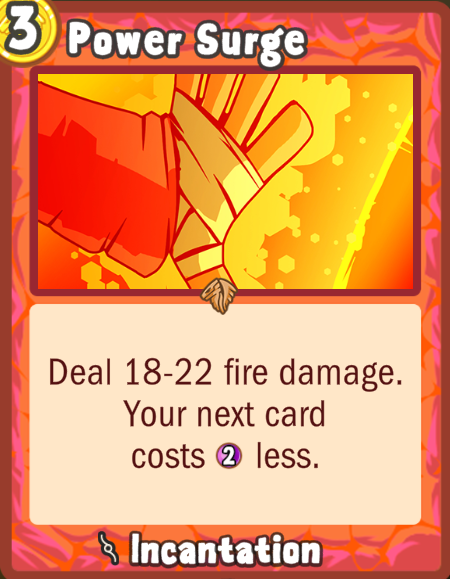 3 Power Surge
Deal 18-22 fire damage.
Your next card
costs 2 less.
Incantation